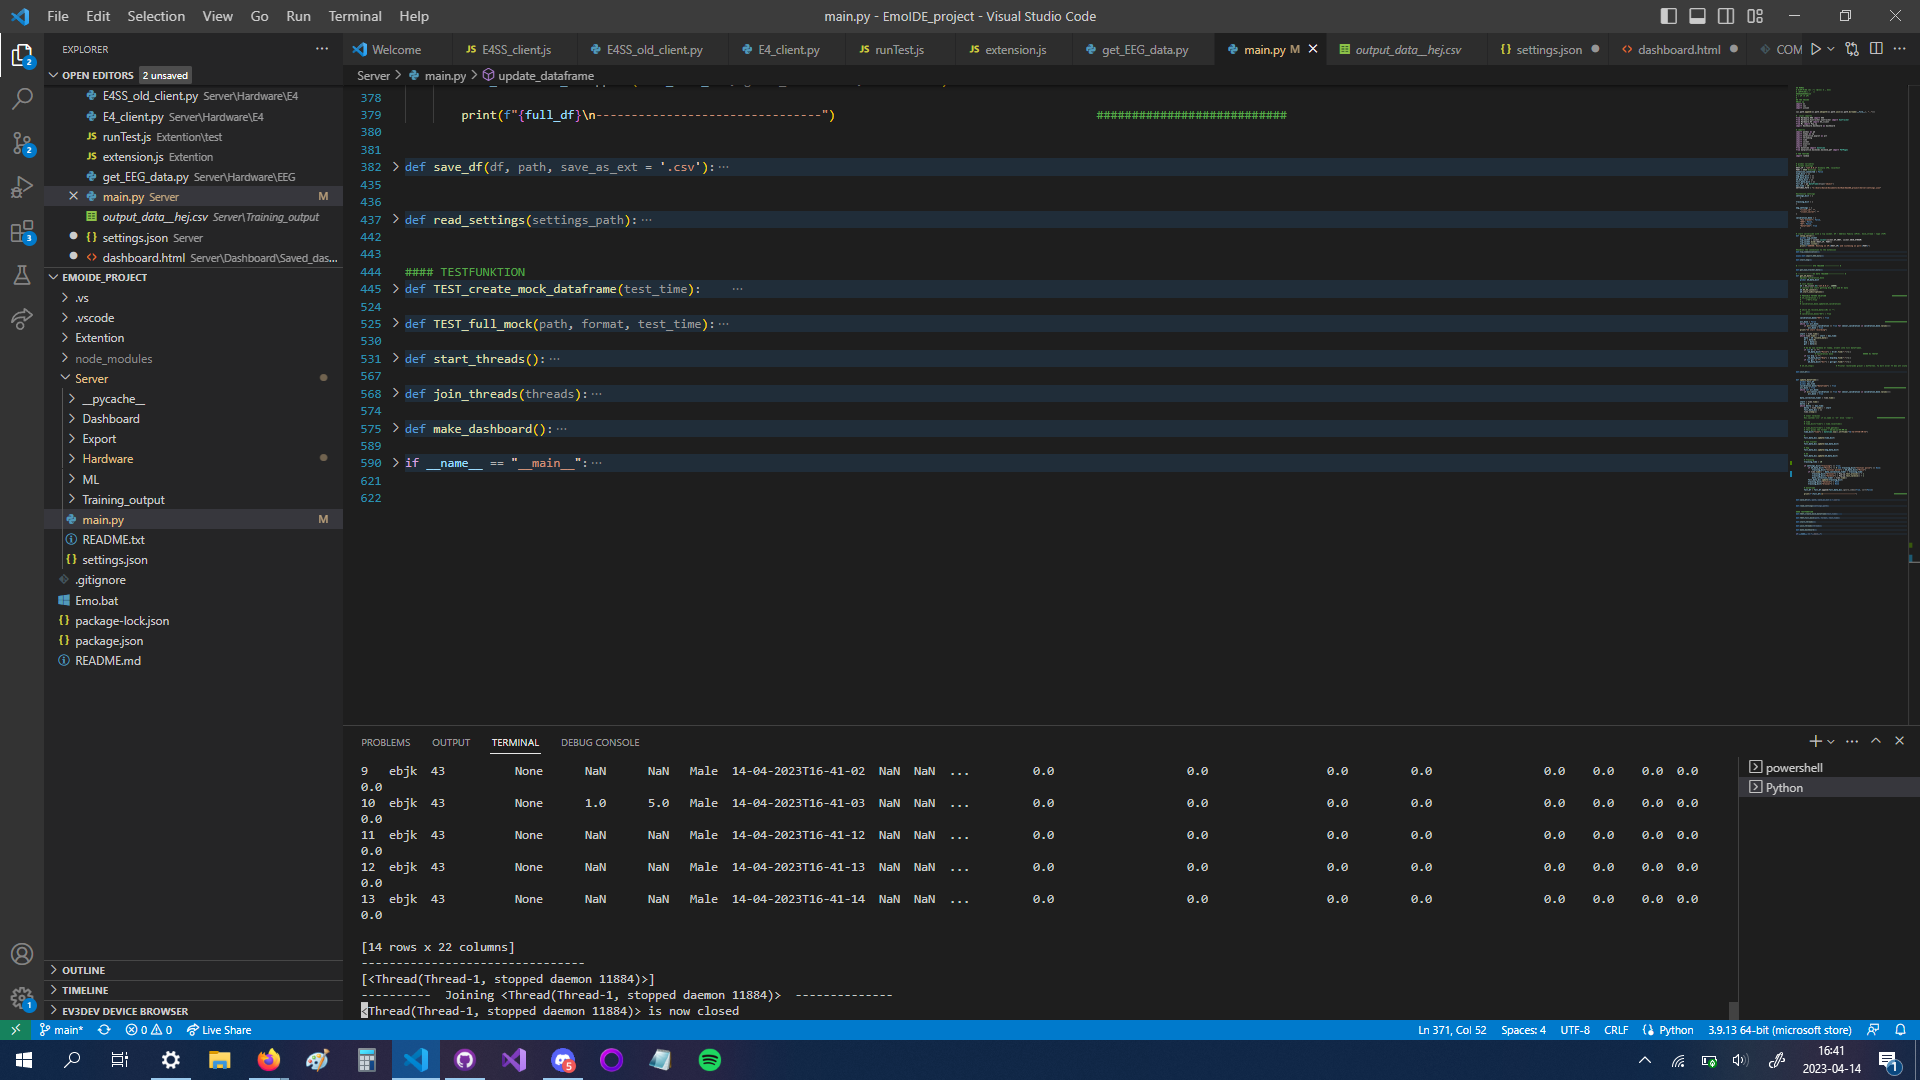 File Edit Selection View Go Run Terminal Help
main.py - EmoIDE_project - Visual Studio Code
EXPLORER
Welcome E4SS_client.js E4SS_old_client.py E4_client.py runTest.js extension.js get_EEG_data.py main.py M output_data__hej.csv settings.json dashboard.html COM
OPEN EDITORS 2 unsaved
E4SS_old_client.py Server\Hardware\E4
E4_client.py Server\Hardware\E4
runTest.js Extention\test
extension.js Extention
get_EEG_data.py Server\Hardware\EEG
main.py Server M
output_data__hej.csv Server\Training_output
settings.json Server
dashboard.html Server\Dashboard\Saved_das...
EMOIDE_PROJECT
.vs
.vscode
Extention
node_modules
Server
__pycache__
Dashboard
Export
Hardware
ML
Training_output
main.py M
README.txt
settings.json
.gitignore
Emo.bat
package-lock.json
package.json
README.md
OUTLINE
TIMELINE
EV3DEV DEVICE BROWSER
Server > main.py > update_dataframe
378
379 print(f"{full_df}\n--------------------------------") ###########################
380
381
382 def save_df(df, path, save_as_ext = '.csv'): ...
435
436
437 def read_settings(settings_path): ...
442
443
444 #### TESTFUNKTION
445 def TEST_create_mock_dataframe(test_time): ...
524
525 def TEST_full_mock(path, format, test_time): ...
530
531 def start_threads(): ...
567
568 def join_threads(threads): ...
574
575 def make_dashboard(): ...
589
590 if __name__ == "__main__": ...
621
622
PROBLEMS OUTPUT TERMINAL DEBUG CONSOLE
9 ebjk 43 None NaN NaN Male 14-04-2023T16-41-02 NaN NaN ... 0.0 0.0 0.0 0.0 0.0 0.0 0.0 0.0
0.0
10 ebjk 43 None 1.0 5.0 Male 14-04-2023T16-41-03 NaN NaN ... 0.0 0.0 0.0 0.0 0.0 0.0 0.0 0.0
0.0
11 ebjk 43 None NaN NaN Male 14-04-2023T16-41-12 NaN NaN ... 0.0 0.0 0.0 0.0 0.0 0.0 0.0 0.0
0.0
12 ebjk 43 None NaN NaN Male 14-04-2023T16-41-13 NaN NaN ... 0.0 0.0 0.0 0.0 0.0 0.0 0.0 0.0
0.0
13 ebjk 43 None NaN NaN Male 14-04-2023T16-41-14 NaN NaN ... 0.0 0.0 0.0 0.0 0.0 0.0 0.0 0.0
0.0
[14 rows x 22 columns]
--------------------------------
[<Thread(Thread-1, stopped daemon 11884)>]
---------- Joining <Thread(Thread-1, stopped daemon 11884)> --------------
<Thread(Thread-1, stopped daemon 11884)> is now closed
powershell
Python
main* 0 0 Live Share
Ln 371, Col 52 Spaces: 4 UTF-8 CRLF Python 3.9.13 64-bit (microsoft store)
16:41
2023-04-14